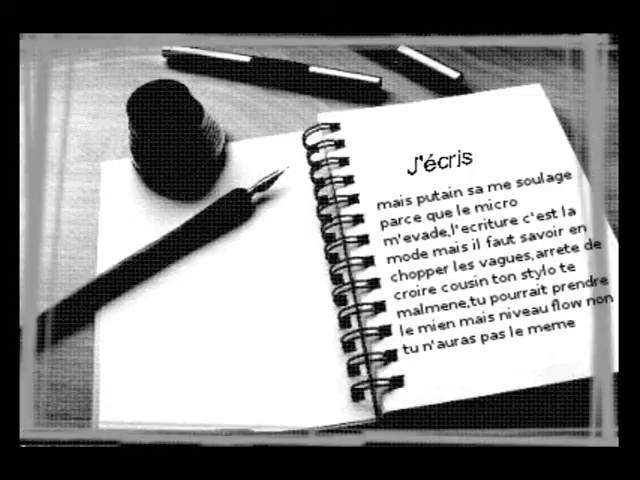 J'écris
mais putain sa me soulage
parce que le micro
m'evade,l'ecriture c'est la
mode mais il faut savoir en
chopper les vagues,arrete de
croire cousin ton stylo te
malmene,tu pourrait prendre
le mien mais niveau flow non
tu n'auras pas le meme